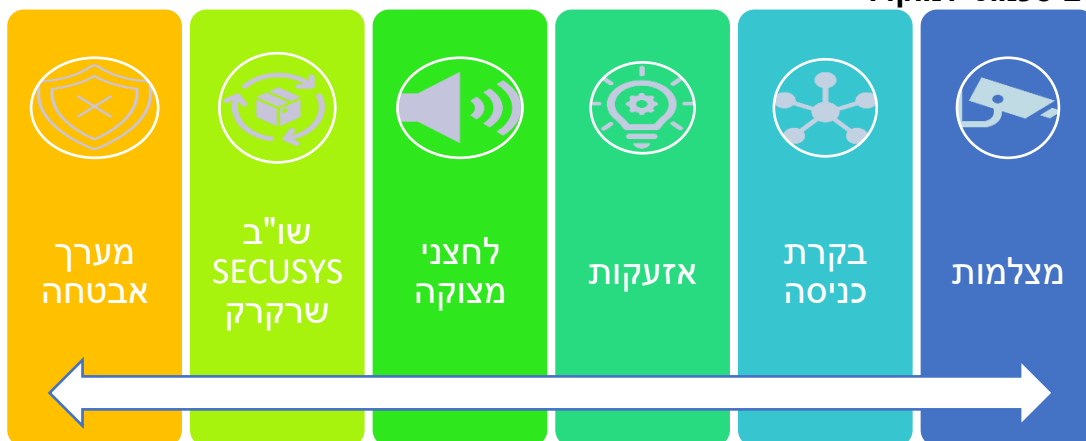 מצלמות
בקרת
כניסה
אזעקות
לחצני
מצוקה
שו"ב
SECUSYS
שרקרק
מערך
אבטחה